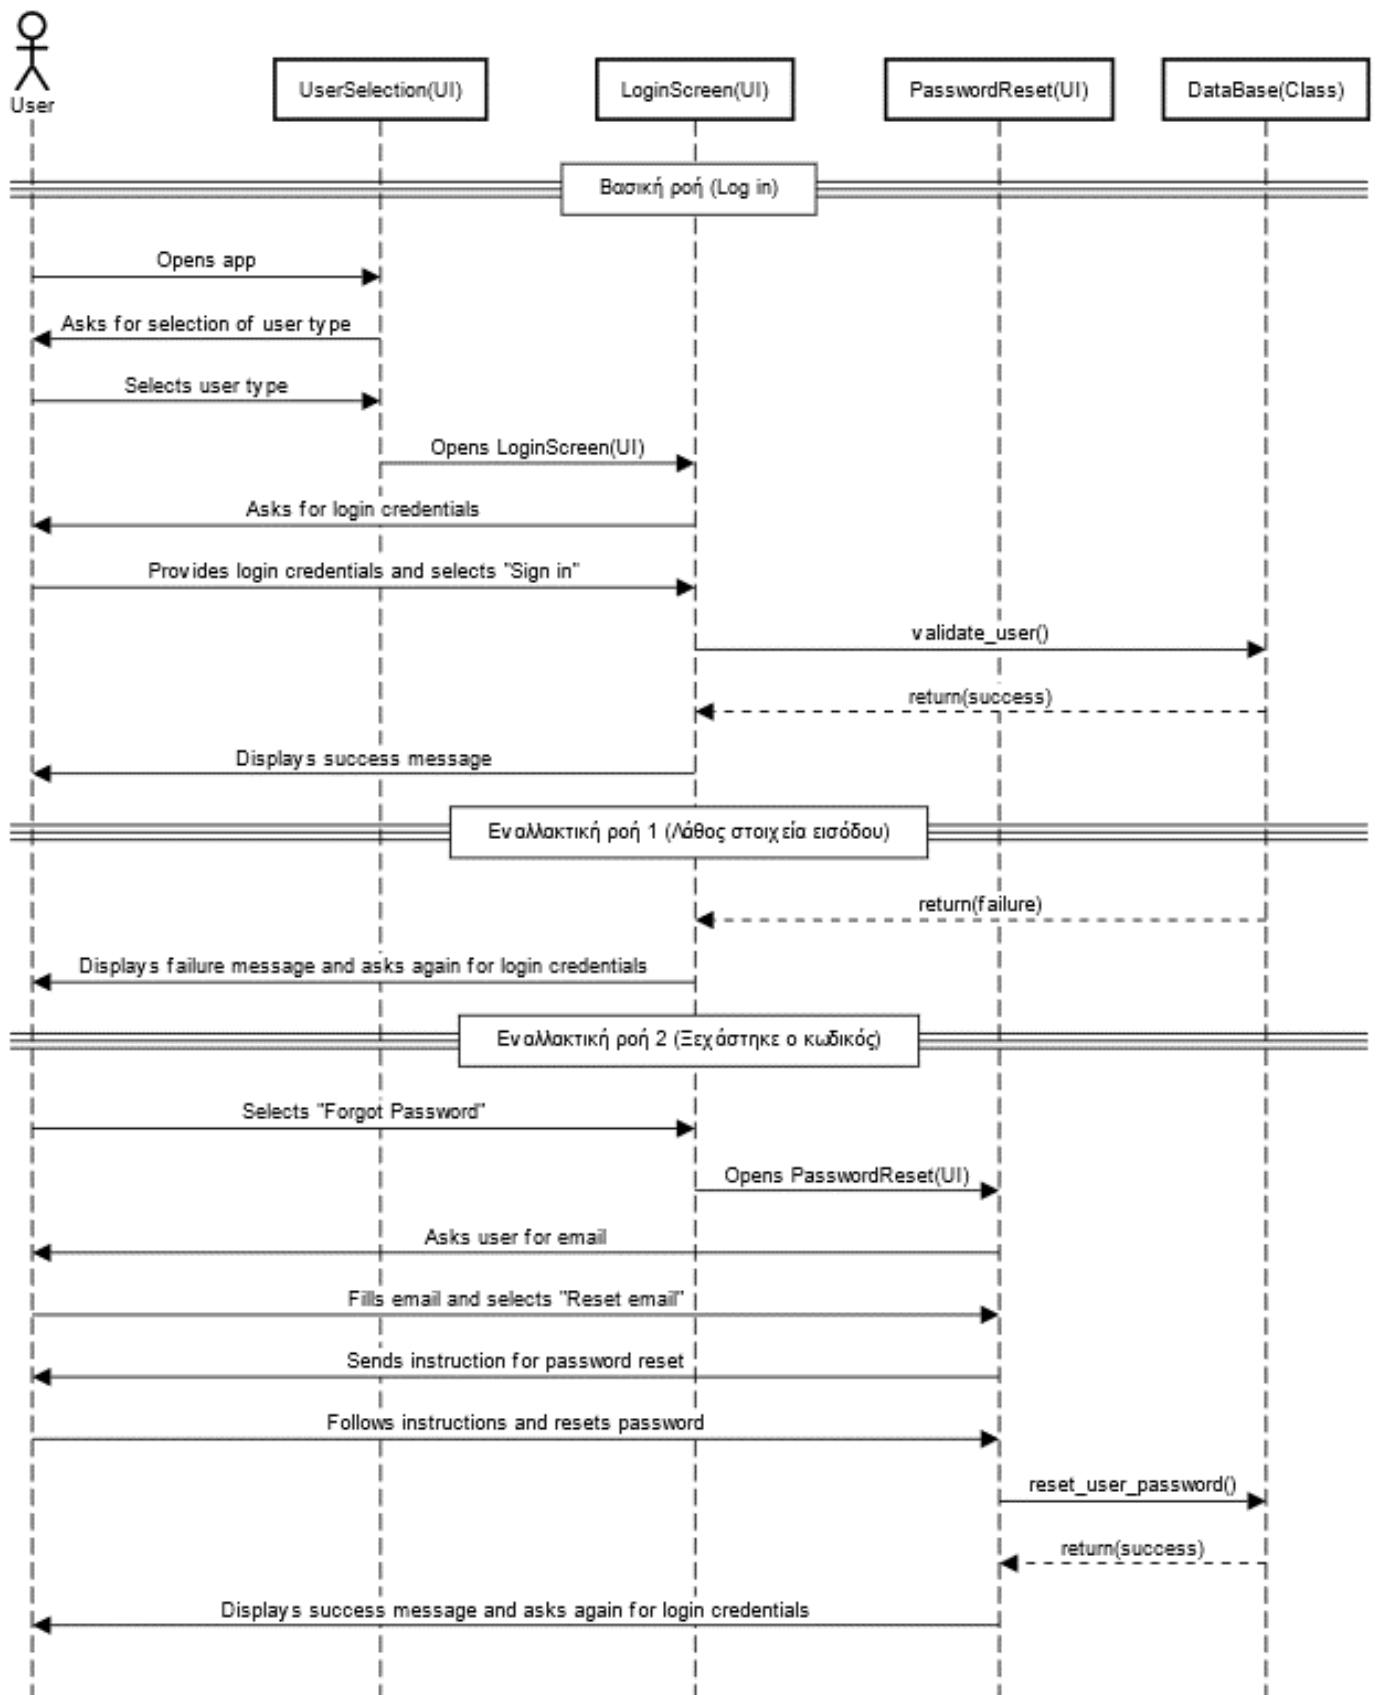 User
UserSelection(UI)
LoginScreen(UI)
PasswordReset(UI)
DataBase(Class)
Βασική ροή (Log in)
Opens app
Asks for selection of user type
Selects user type
Opens LoginScreen(UI)
Asks for login credentials
Provides login credentials and selects "Sign in"
validate_user()
return(success)
Displays success message
Εναλλακτική ροή 1 (Λάθος στοιχεία εισόδου)
return(failure)
Displays failure message and asks again for login credentials
Εναλλακτική ροή 2 (Ξεχάστηκε ο κωδικός)
Selects "Forgot Password"
Opens PasswordReset(UI)
Asks user for email
Fills email and selects "Reset email"
Sends instruction for password reset
Follows instructions and resets password
reset_user_password()
return(success)
Displays success message and asks again for login credentials